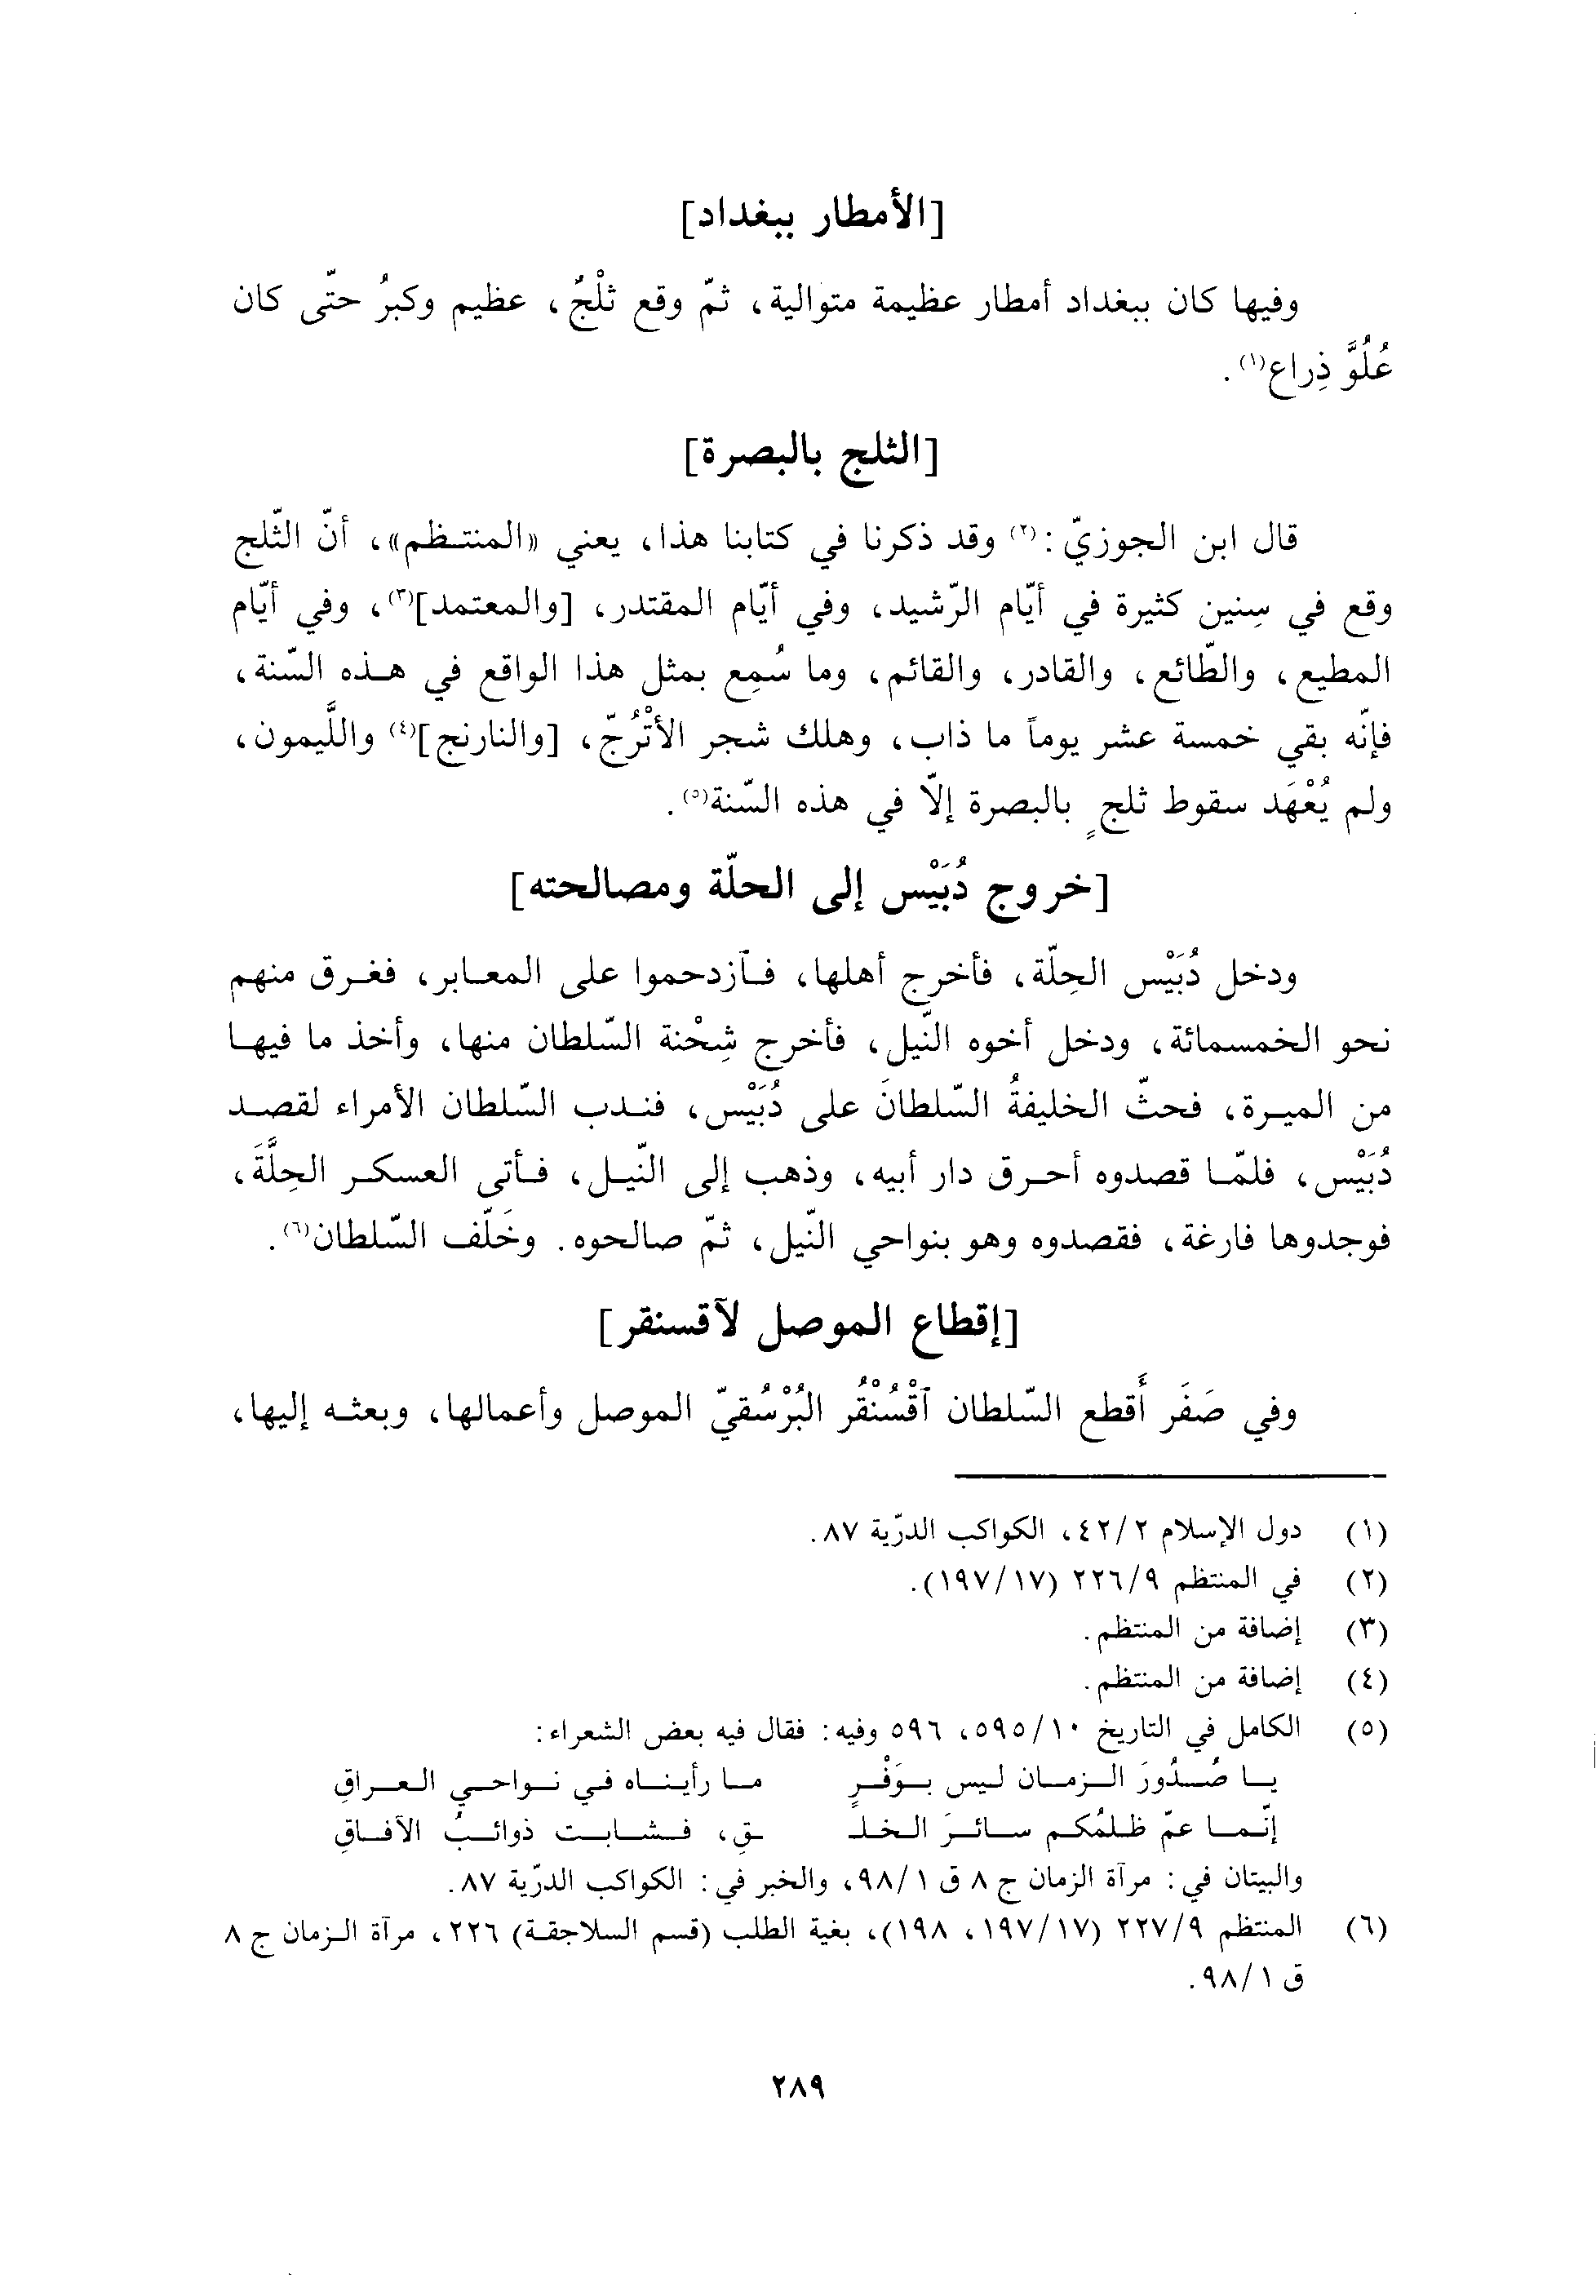 [الأمطار ببغداد]
وفيها كان ببغداد أمطار عظيمة متوالية، ثمّ وقع ثلْجٌ، عظيم وكبرُ حتّى كان
عُلُوَّ ذِراع(١).
[الثلج بالبصرة]
قال ابن الجوزيّ:(٢) وقد ذكرنا في كتابنا هذا، يعني «المنتظم»، أنّ الثّلج
وقع في سِنين كثيرة في أيّام الرّشيد، وفي أيّام المقتدر، [والمعتمد](٣)، وفي أيّام
المطيع، والطّائع، والقادر، والقائم، وما سُمِع بمثل هذا الواقع في هذه السّنة،
فإنّه بقي خمسة عشر يوماً ما ذاب، وهلك شجر الأتْرُجّ، [والنارنج](٤) واللَّيمون،
ولم يُعْهَد سقوط ثلجٍ بالبصرة إلّا في هذه السّنة(٥).
[خروج دُبَيْس إلى الحلّة ومصالحته]
ودخل دُبَيْس الحِلّة، فأخرج أهلها، فٱزدحموا على المعابر، فغرق منهم
نحو الخمسمائة، ودخل أخوه النّيل، فأخرج شِحْنة السّلطان منها، وأخذ ما فيها
من الميرة، فحثّ الخليفةُ السّلطانَ على دُبَيْس، فندب السّلطان الأمراء لقصد
دُبَيْس، فلمّا قصدوه أحرق دار أبيه، وذهب إلى النّيل، فأتى العسكر الحِلَّةَ،
فوجدوها فارغة، فقصدوه وهو بنواحي النّيل، ثمّ صالحوه. وخَلّف السّلطان(٦).
[إقطاع الموصل لآقسنقر]
وفي صَفَر أَقطع السّلطان ٱقْسُنْقُر البُرْسُقيّ الموصل وأعمالها، وبعثه إليها،
(١) دول الإسلام ٤٢/٢، الكواكب الدرّية ٨٧.
(٢) في المنتظم ٢٢٦/٩ (١٩٧/١٧).
(٣) إضافة من المنتظم.
(٤) إضافة من المنتظم.
(٥) الكامل في التاريخ ٥٩٥/١٠، ٥٩٦ وفيه: فقال فيه بعض الشعراء:
يا صُدُورَ الزمان ليس بوَفْرٍ ما رأيناه في نواحي العراقِ
إنّما عمّ ظلمُكم سائرَ الخلـ ـقِ، فشابت ذوائبُ الآفاقِ
والبيتان في: مرآة الزمان ج ٨ ق ٩٨/١، والخبر في: الكواكب الدرّية ٨٧.
(٦) المنتظم ٢٢٧/٩ (١٩٧/١٧، ١٩٨)، بغية الطلب (قسم السلاجقة) ٢٢٦، مرآة الزمان ج ٨
ق ٩٨/١.
٢٨٩